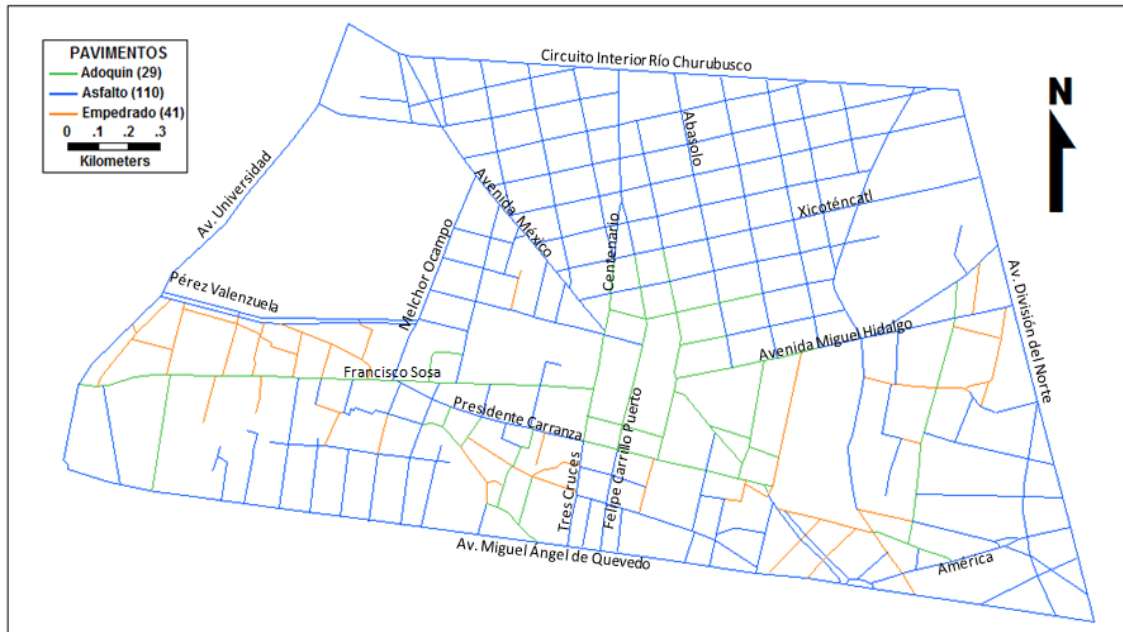 PAVIMENTOS
Adoquin (29)
Asfalto (110)
Empedrado (41)
0 .1 .2 .3
Kilometers
Circuito Interior Río Churubusco
N
Abasolo
Av. Universidad
Avenida México
Xicoténcatl
Melchor Ocampo
Centenario
Pérez Valenzuela
Av. División del Norte
Avenida Miguel Hidalgo
Francisco Sosa
Presidente Carranza
Felipe Carrillo Puerto
Tres Cruces
Av. Miguel Ángel de Quevedo
América